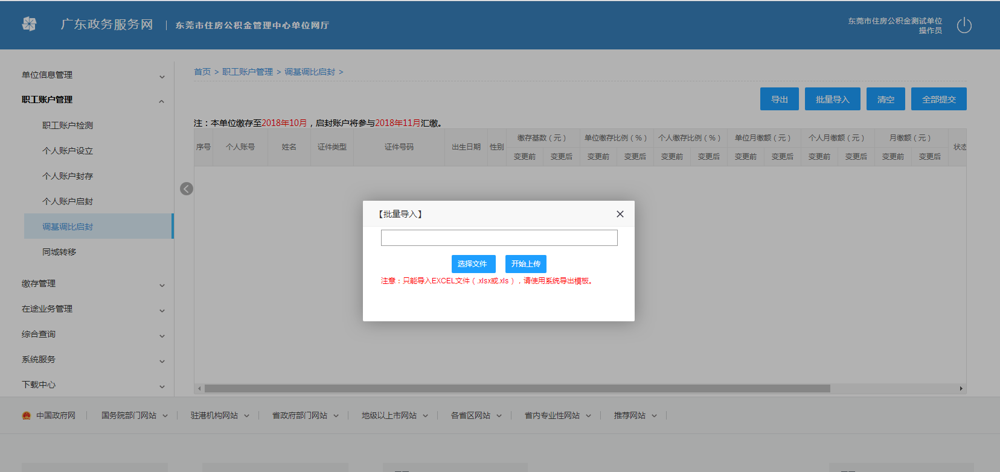 广东政务服务网 | 东莞市住房公积金管理中心单位网厅
东莞市住房公积金测试单位
操作员
单位信息管理
职工账户管理
职工账户检测
个人账户设立
个人账户封存
个人账户启封
调基调比启封
同城转移
缴存管理
在途业务管理
综合查询
系统服务
下载中心
首页 > 职工账户管理 > 调基调比启封 >
导出 批量导入 清空 全部提交
注：本单位缴存至2018年10月，启封账户将参与2018年11月汇缴。
序号 个人账号 姓名 证件类型 证件号码 出生日期 性别 缴存基数（元） 单位缴存比例（%） 个人缴存比例（%） 单位月缴额（元） 个人月缴额（元） 月缴额（元） 状态
变更前 变更后 变更前 变更后 变更前 变更后 变更前 变更后 变更前 变更后 变更前 变更后
【批量导入】
选择文件 开始上传
注意：只能导入EXCEL文件（.xlsx或.xls），请使用系统导出模板。
中国政府网 国务院部门网站 驻港机构网站 省政府部门网站 地级以上市网站 各省区网站 省内专业性网站 推荐网站